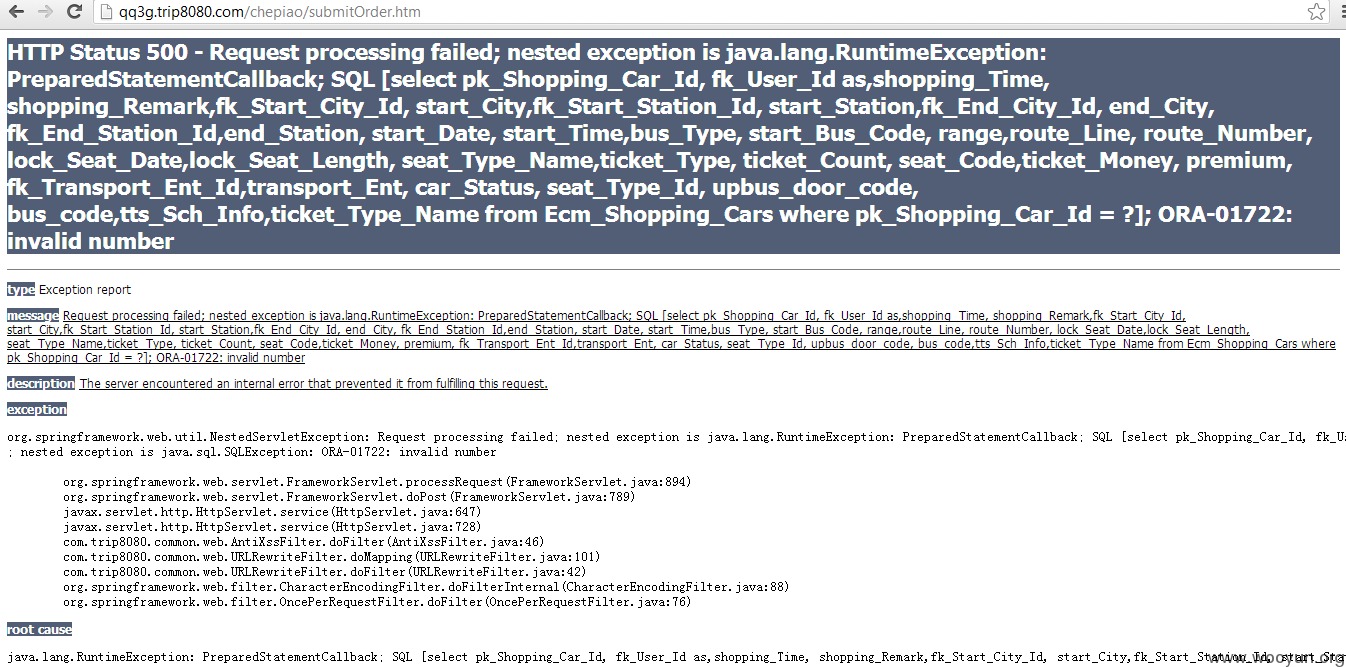 qq3g.trip8080.com/chepiao/submitOrder.htm
HTTP Status 500 - Request processing failed; nested exception is java.lang.RuntimeException:
PreparedStatementCallback; SQL [select pk_Shopping_Car_Id, fk_User_Id as,shopping_Time,
shopping_Remark,fk_Start_City_Id, start_City,fk_Start_Station_Id, start_Station,fk_End_City_Id, end_City,
fk_End_Station_Id,end_Station, start_Date, start_Time,bus_Type, start_Bus_Code, range,route_Line, route_Number,
lock_Seat_Date,lock_Seat_Length, seat_Type_Name,ticket_Type, ticket_Count, seat_Code,ticket_Money, premium,
fk_Transport_Ent_Id,transport_Ent, car_Status, seat_Type_Id, upbus_door_code,
bus_code,tts_Sch_Info,ticket_Type_Name from Ecm_Shopping_Cars where pk_Shopping_Car_Id = ?]; ORA-01722:
invalid number
type Exception report
message Request processing failed; nested exception is java.lang.RuntimeException: PreparedStatementCallback; SQL [select pk_Shopping_Car_Id, fk_User_Id as,shopping_Time, shopping_Remark,fk_Start_City_Id,
start_City,fk_Start_Station_Id, start_Station,fk_End_City_Id, end_City, fk_End_Station_Id,end_Station, start_Date, start_Time,bus_Type, start_Bus_Code, range,route_Line, route_Number, lock_Seat_Date,lock_Seat_Length,
seat_Type_Name,ticket_Type, ticket_Count, seat_Code,ticket_Money, premium, fk_Transport_Ent_Id,transport_Ent, car_Status, seat_Type_Id, upbus_door_code, bus_code,tts_Sch_Info,ticket_Type_Name from Ecm_Shopping_Cars where
pk_Shopping_Car_Id = ?]; ORA-01722: invalid number
description The server encountered an internal error that prevented it from fulfilling this request.
exception
org.springframework.web.util.NestedServletException: Request processing failed; nested exception is java.lang.RuntimeException: PreparedStatementCallback; SQL [select pk_Shopping_Car_Id, fk_U
; nested exception is java.sql.SQLException: ORA-01722: invalid number
org.springframework.web.servlet.FrameworkServlet.processRequest(FrameworkServlet.java:894)
org.springframework.web.servlet.FrameworkServlet.doPost(FrameworkServlet.java:789)
javax.servlet.http.HttpServlet.service(HttpServlet.java:647)
javax.servlet.http.HttpServlet.service(HttpServlet.java:728)
com.trip8080.common.web.AntiXssFilter.doFilter(AntiXssFilter.java:46)
com.trip8080.common.web.URLRewriteFilter.doMapping(URLRewriteFilter.java:101)
com.trip8080.common.web.URLRewriteFilter.doFilter(URLRewriteFilter.java:42)
org.springframework.web.filter.CharacterEncodingFilter.doFilterInternal(CharacterEncodingFilter.java:88)
org.springframework.web.filter.OncePerRequestFilter.doFilter(OncePerRequestFilter.java:76)
root cause
java.lang.RuntimeException: PreparedStatementCallback; SQL [select pk_Shopping_Car_Id, fk_User_Id as,shopping_Time, shopping_Remark,fk_Start_City_Id, start_City,fk_Start_Station_Id,
www.wooyun.org